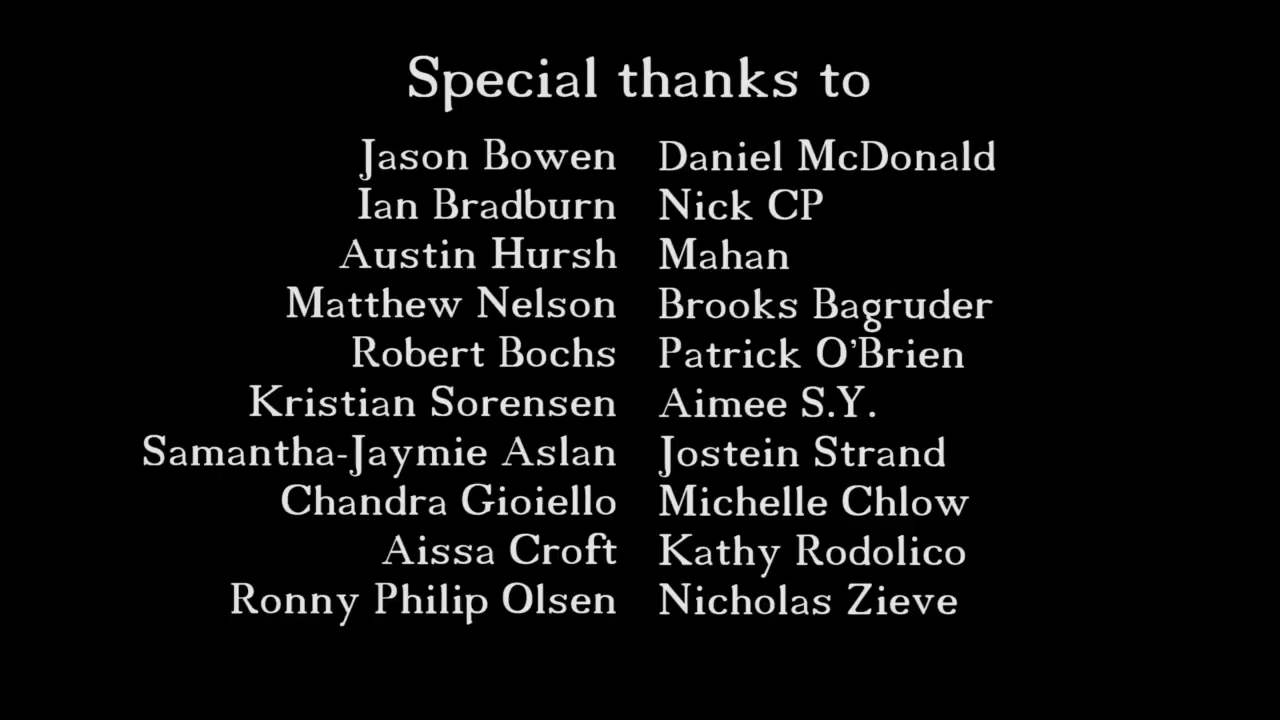 Special thanks to
Jason Bowen Daniel McDonald
Ian Bradburn Nick CP
Austin Hursh Mahan
Matthew Nelson Brooks Bagruder
Robert Bochs Patrick O'Brien
Kristian Sorensen Aimee S.Y.
Samantha-Jaymie Aslan Jostein Strand
Chandra Gioiello Michelle Chlow
Aissa Croft Kathy Rodolico
Ronny Philip Olsen Nicholas Zieve